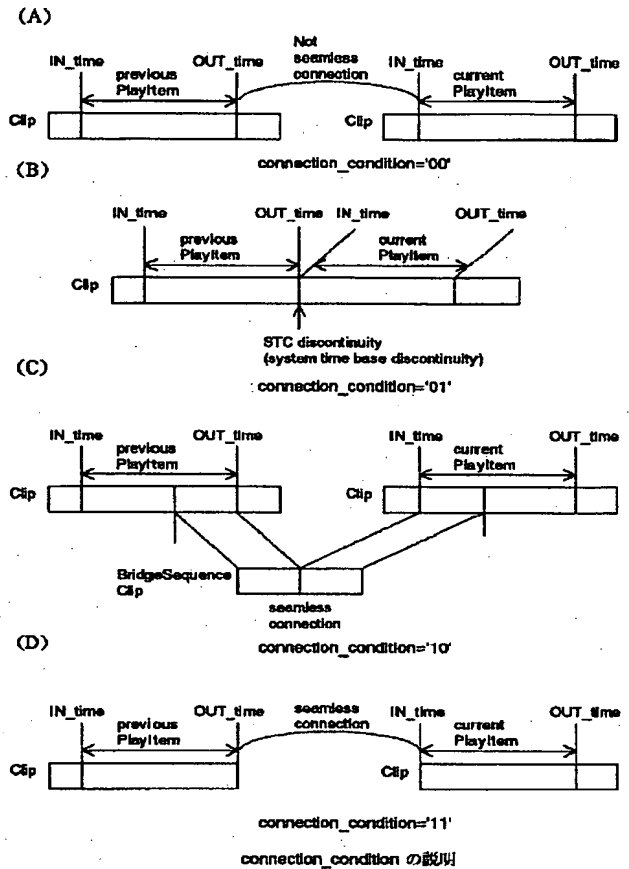 (A)
Not
seamless
connection
IN_time
OUT_time
IN_time
OUT_time
previous
PlayItem
current
PlayItem
Clip
Clip
connection_condition='00'
(B)
IN_time
OUT_time
IN_time
OUT_time
previous
PlayItem
current
PlayItem
Clip
STC discontinuity
(system time base discontinuity)
connection_condition='01'
(C)
IN_time
OUT_time
IN_time
OUT_time
previous
PlayItem
current
PlayItem
Clip
Clip
BridgeSequence
Clip
seamless
connection
connection_condition='10'
(D)
seamless
connection
IN_time
OUT_time
IN_time
OUT_time
previous
PlayItem
current
PlayItem
Clip
Clip
connection_condition='11'
connection_condition の説明